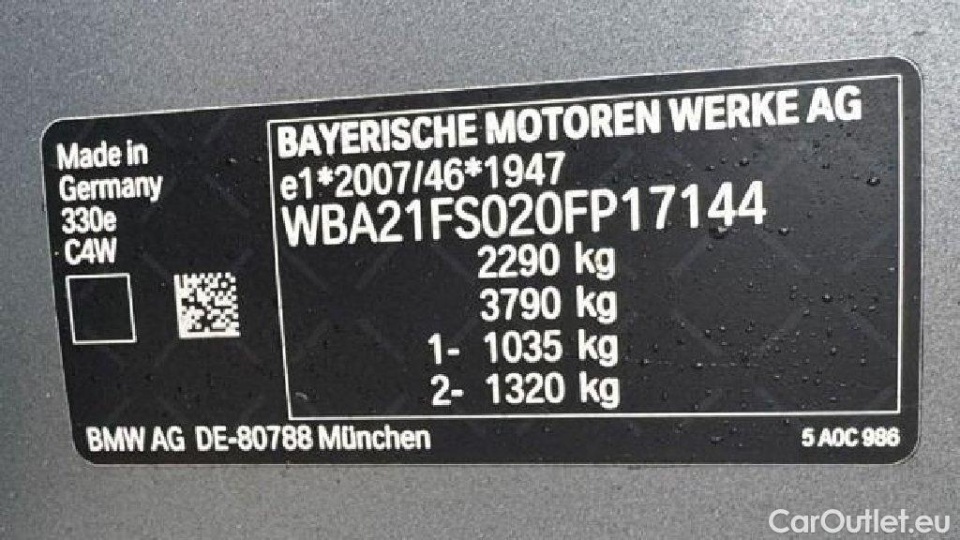 Made in
Germany
330e
C4W
BAYERISCHE MOTOREN WERKE AG
e1*2007/46*1947
WBA21FS020FP17144
2290 kg
3790 kg
1- 1035 kg
2- 1320 kg
BMW AG DE-80788 München
5 A0C 986
CarOutlet.eu